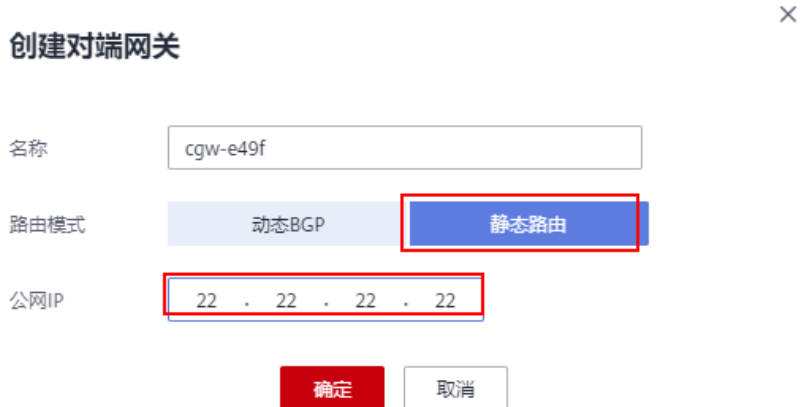 创建对端网关
名称 cgw-e49f
路由模式 动态BGP 静态路由
公网IP 22 . 22 . 22 . 22
确定 取消